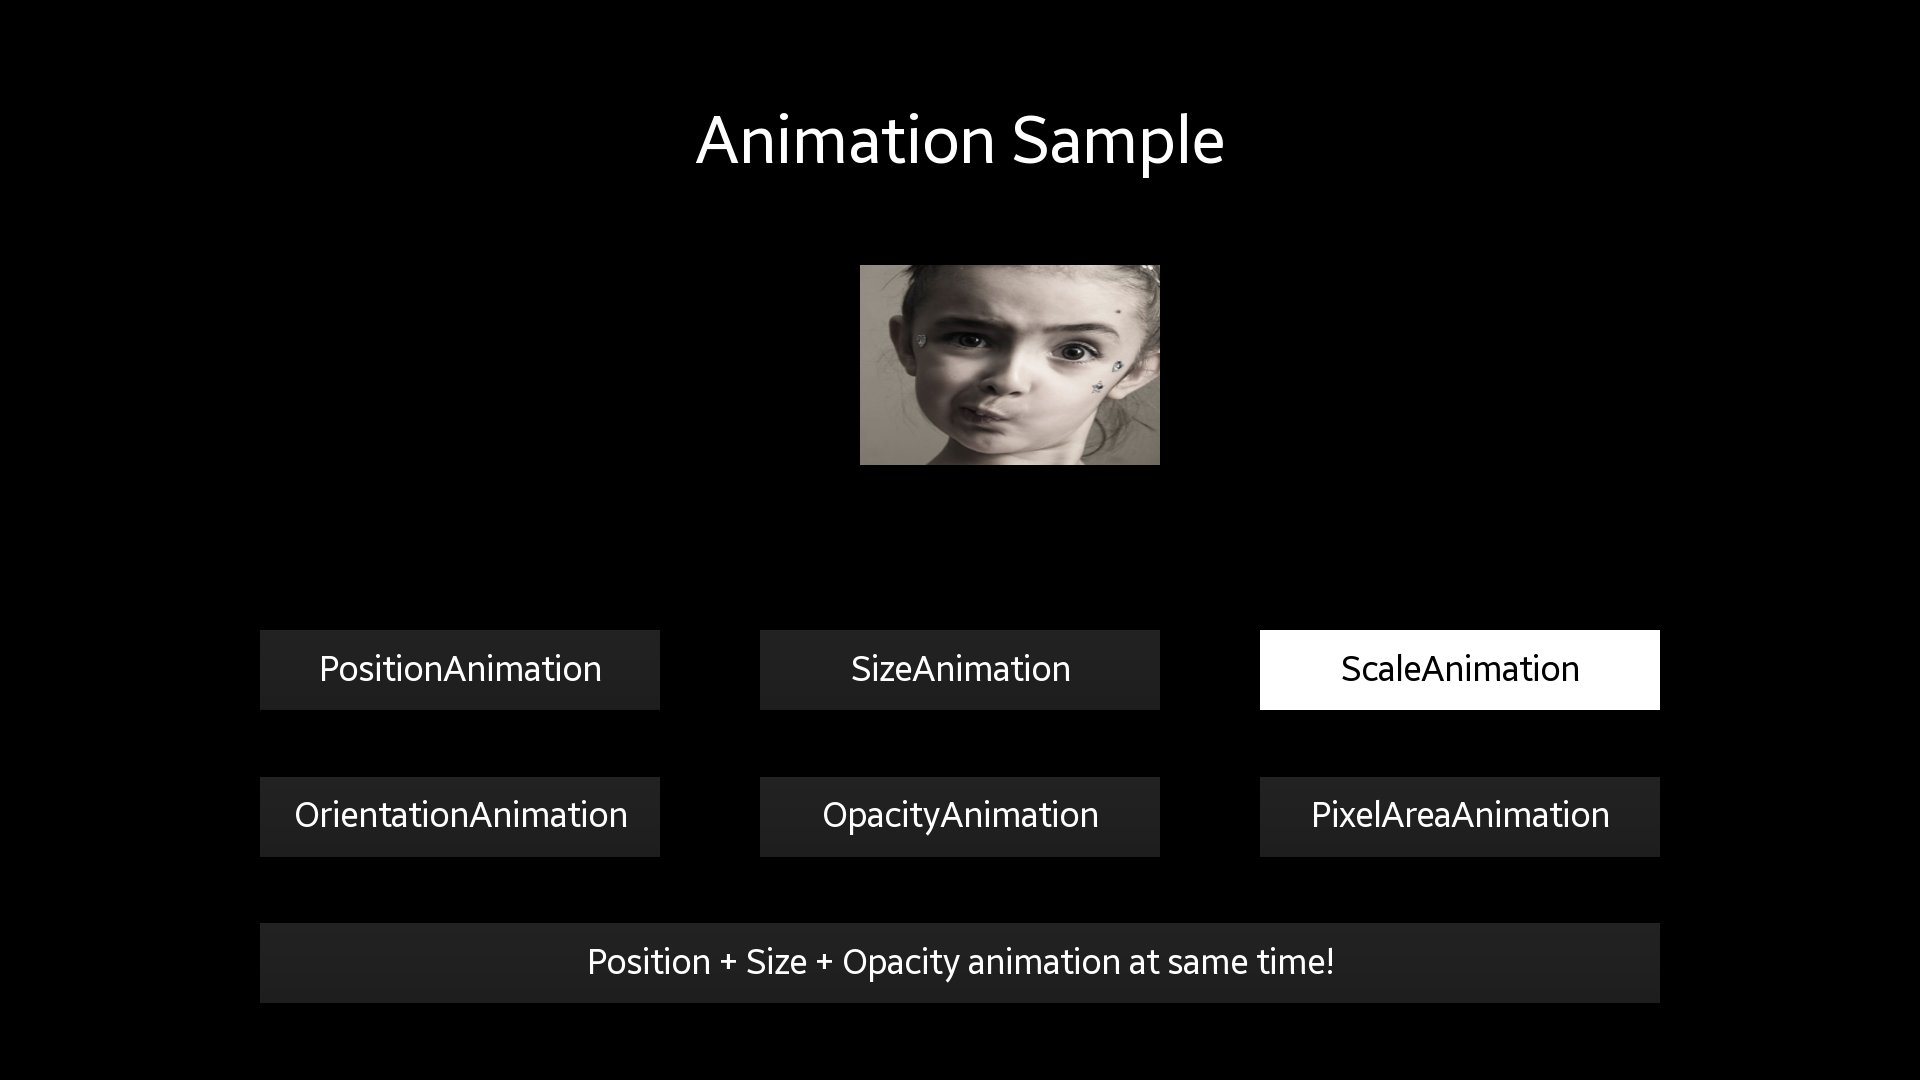 Animation Sample
PositionAnimation
SizeAnimation
ScaleAnimation
OrientationAnimation
OpacityAnimation
PixelAreaAnimation
Position + Size + Opacity animation at same time!